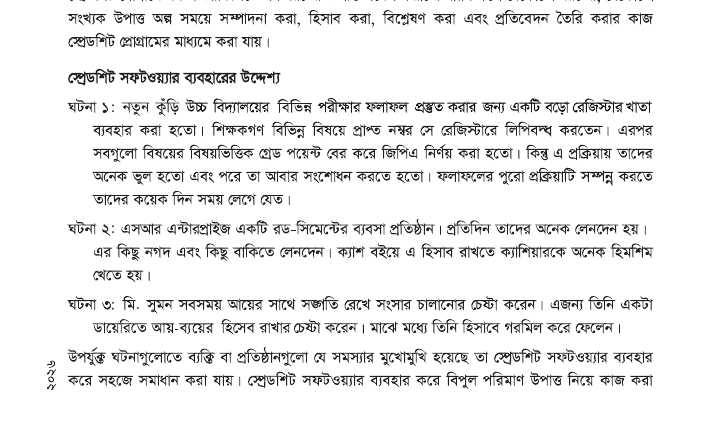 সংখ্যক উপাত্ত অল্প সময়ে সম্পাদনা করা, হিসাব করা, বিশ্লেষণ করা এবং প্রতিবেদন তৈরি করার কাজ
স্প্রেডশিট প্রোগ্রামের মাধ্যমে করা যায়।
স্প্রেডশিট সফটওয়্যার ব্যবহারের উদ্দেশ্য
ঘটনা ১: নতুন কুঁড়ি উচ্চ বিদ্যালয়ের বিভিন্ন পরীক্ষার ফলাফল প্রস্তুত করার জন্য একটি বড়ো রেজিস্টার খাতা
ব্যবহার করা হতো। শিক্ষকগণ বিভিন্ন বিষয়ে প্রাপ্ত নম্বর সে রেজিস্টারে লিপিবদ্ধ করতেন। এরপর
সবগুলো বিষয়ের বিষয়ভিত্তিক গ্রেড পয়েন্ট বের করে জিপিএ নির্ণয় করা হতো। কিন্তু এ প্রক্রিয়ায় তাদের
অনেক ভুল হতো এবং পরে তা আবার সংশোধন করতে হতো। ফলাফলের পুরো প্রক্রিয়াটি সম্পন্ন করতে
তাদের কয়েক দিন সময় লেগে যেত।
ঘটনা ২: এসআর এন্টারপ্রাইজ একটি রড-সিমেন্টের ব্যবসা প্রতিষ্ঠান। প্রতিদিন তাদের অনেক লেনদেন হয়।
এর কিছু নগদ এবং কিছু বাকিতে লেনদেন। ক্যাশ বইয়ে এ হিসাব রাখতে ক্যাশিয়ারকে অনেক হিমশিম
খেতে হয়।
ঘটনা ৩: মি. সুমন সবসময় আয়ের সাথে সঙ্গতি রেখে সংসার চালানোর চেষ্টা করেন। এজন্য তিনি একটা
ডায়েরিতে আয়-ব্যয়ের হিসেব রাখার চেষ্টা করেন। মাঝে মধ্যে তিনি হিসাবে গরমিল করে ফেলেন।
উপর্যুক্ত ঘটনাগুলোতে ব্যক্তি বা প্রতিষ্ঠানগুলো যে সমস্যার মুখোমুখি হয়েছে তা স্প্রেডশিট সফটওয়্যার ব্যবহার
করে সহজে সমাধান করা যায়। স্প্রেডশিট সফটওয়্যার ব্যবহার করে বিপুল পরিমাণ উপাত্ত নিয়ে কাজ করা
২০২৬